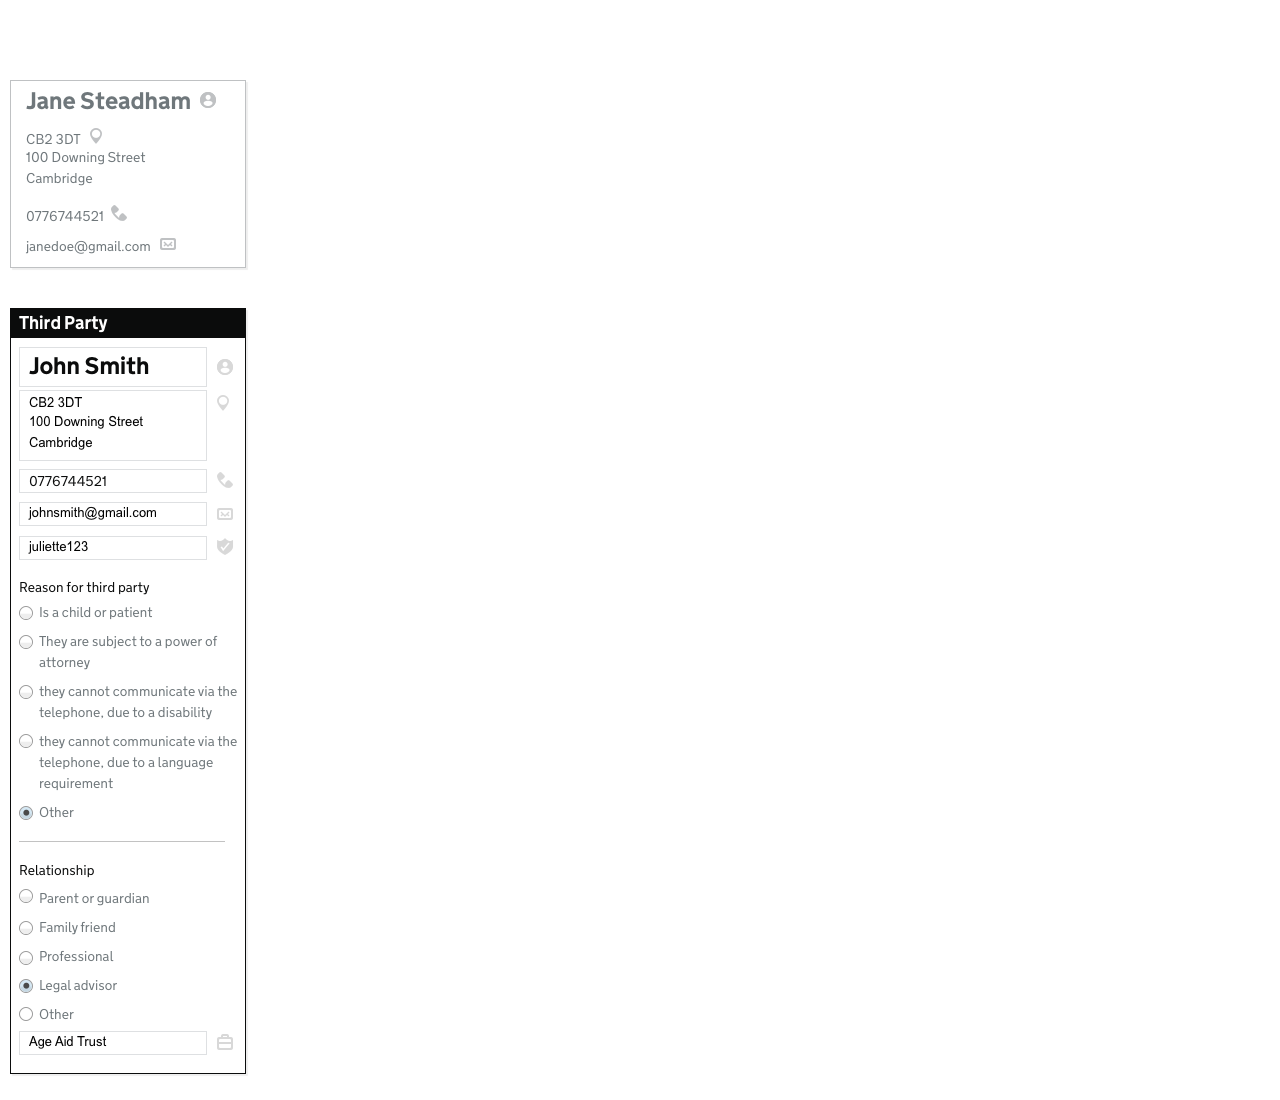 Jane Steadham
CB2 3DT
100 Downing Street
Cambridge
0776744521
janedoe@gmail.com
Third Party
John Smith
CB2 3DT
100 Downing Street
Cambridge
0776744521
johnsmith@gmail.com
juliette123
Reason for third party
Is a child or patient
They are subject to a power of
attorney
they cannot communicate via the
telephone, due to a disability
they cannot communicate via the
telephone, due to a language
requirement
Other
Relationship
Parent or guardian
Family friend
Professional
Legal advisor
Other
Age Aid Trust